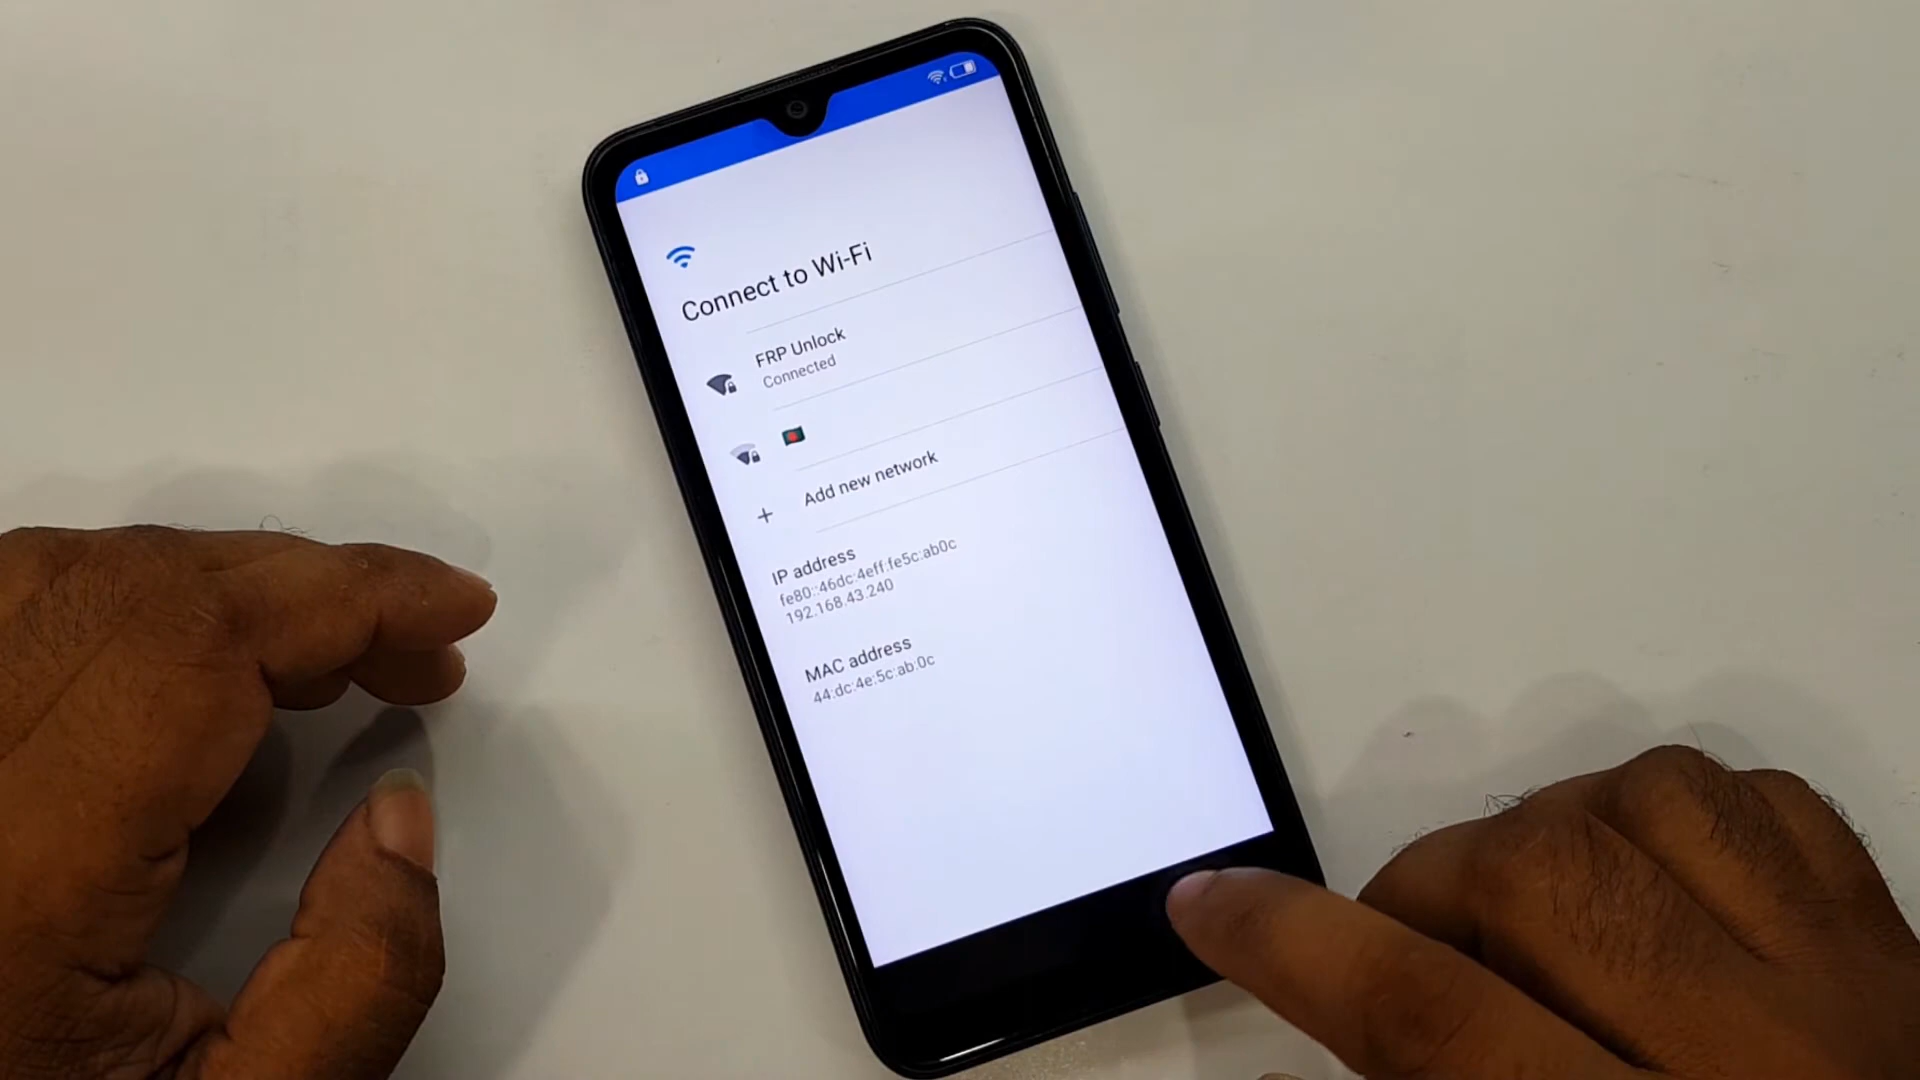 Connect to Wi-Fi
FRP Unlock
Connected
🇧🇩
Add new network
IP address
fe80::46dc:4eff:fe5c:ab0c
192.168.43.240
MAC address
44:dc:4e:5c:ab:0c